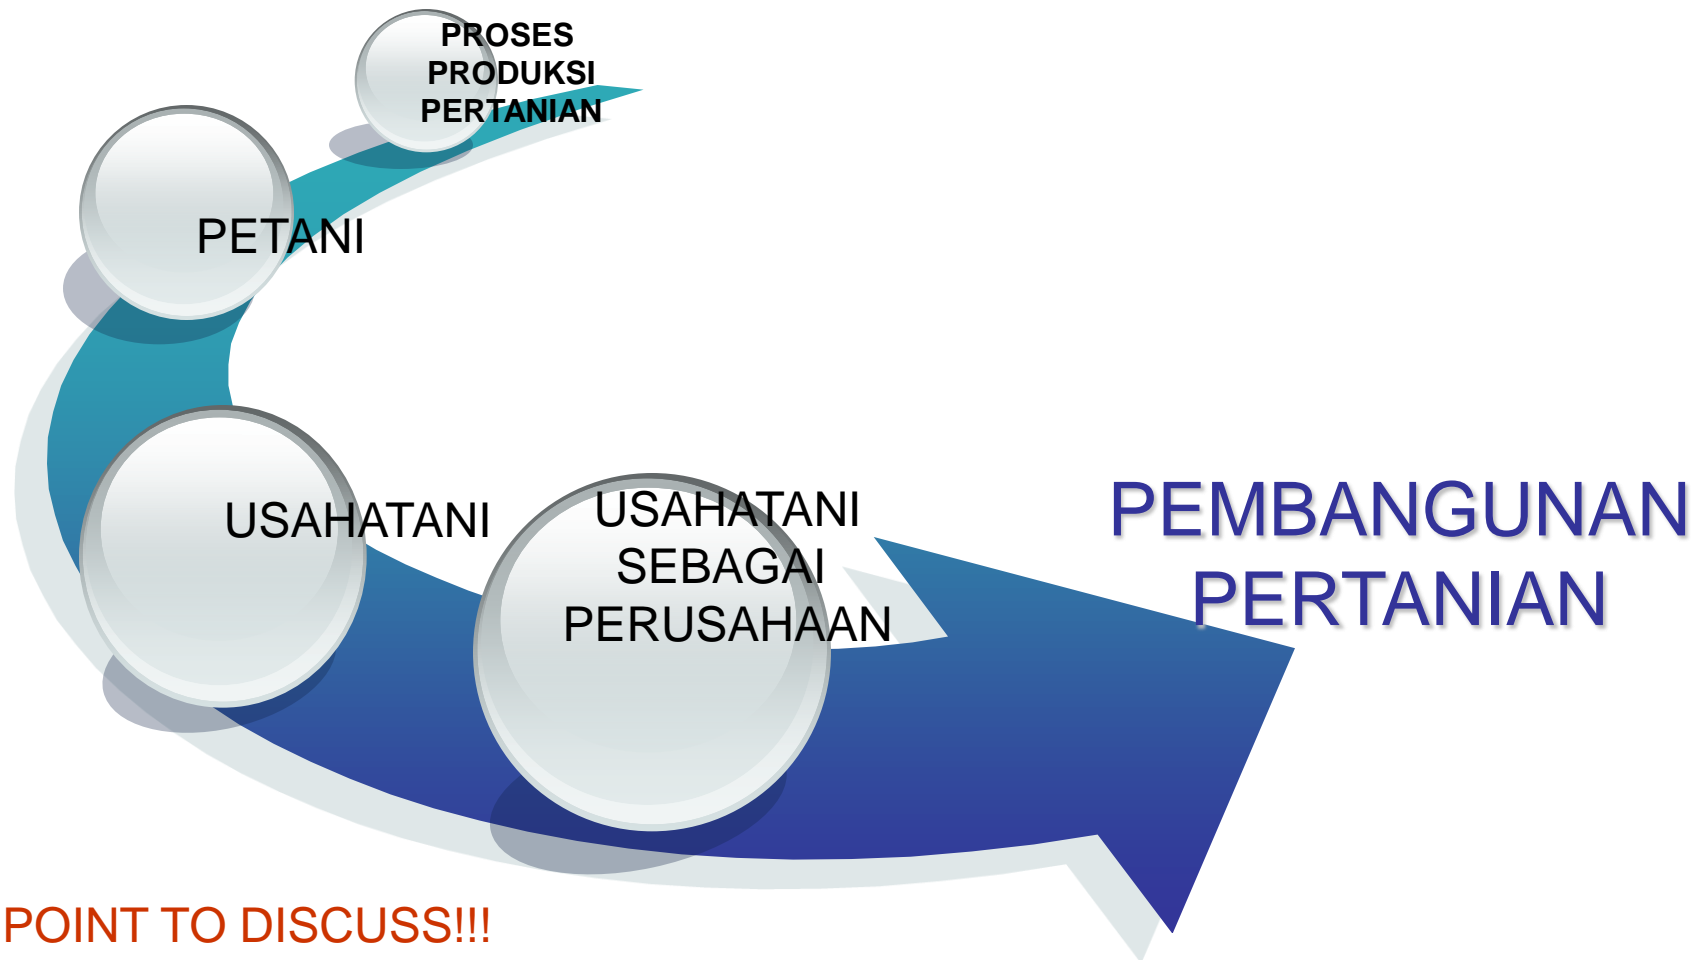 PROSES
PRODUKSI
PERTANIAN
PETANI
USAHATANI
USAHATANI
SEBAGAI
PERUSAHAAN
PEMBANGUNAN
PERTANIAN
POINT TO DISCUSS!!!